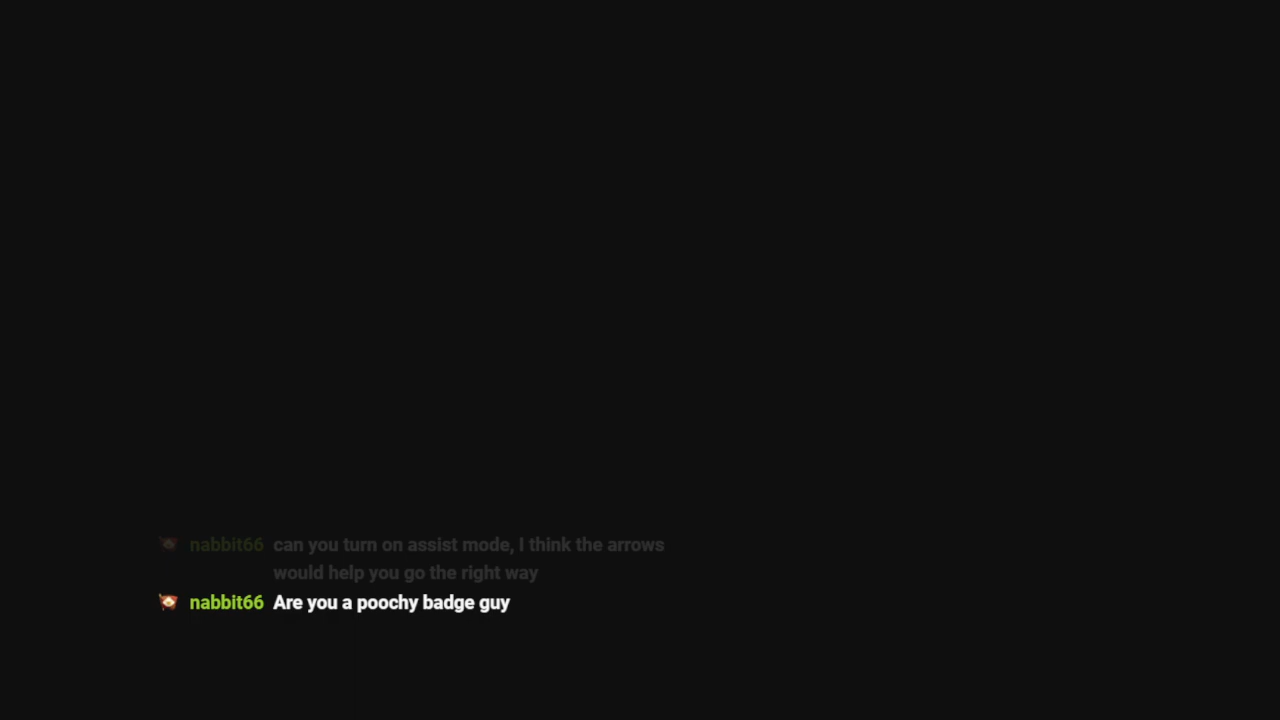 nabbit66 can you turn on assist mode, I think the arrows
would help you go the right way
nabbit66 Are you a poochy badge guy